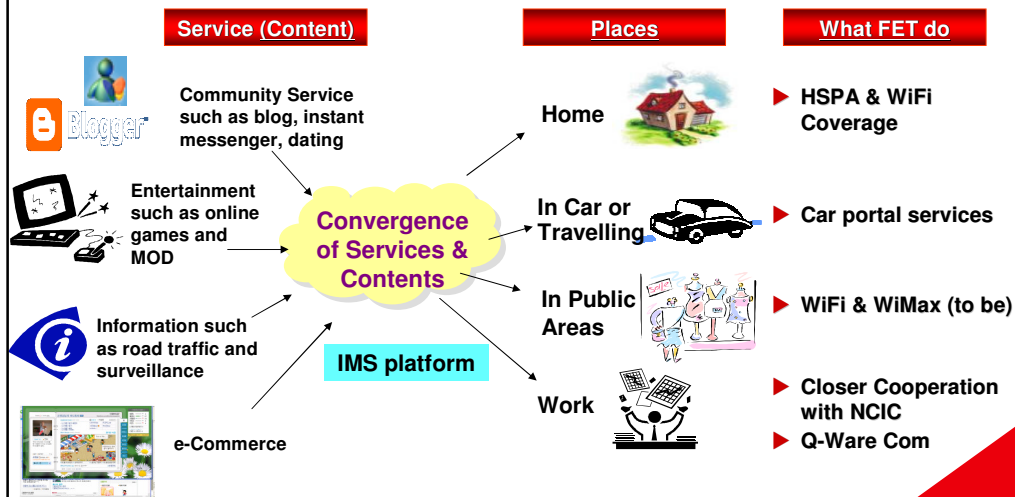 Service (Content)
Places
What FET do
Blogger
Community Service
such as blog, instant
messenger, dating
Entertainment
such as online
games and
MOD
Information such
as road traffic and
surveillance
e-Commerce
Convergence
of Services &
Contents
IMS platform
Home
In Car or
Travelling
In Public
Areas
Work
HSPA & WiFi
Coverage
Car portal services
WiFi & WiMax (to be)
Closer Cooperation
with NCIC
Q-Ware Com